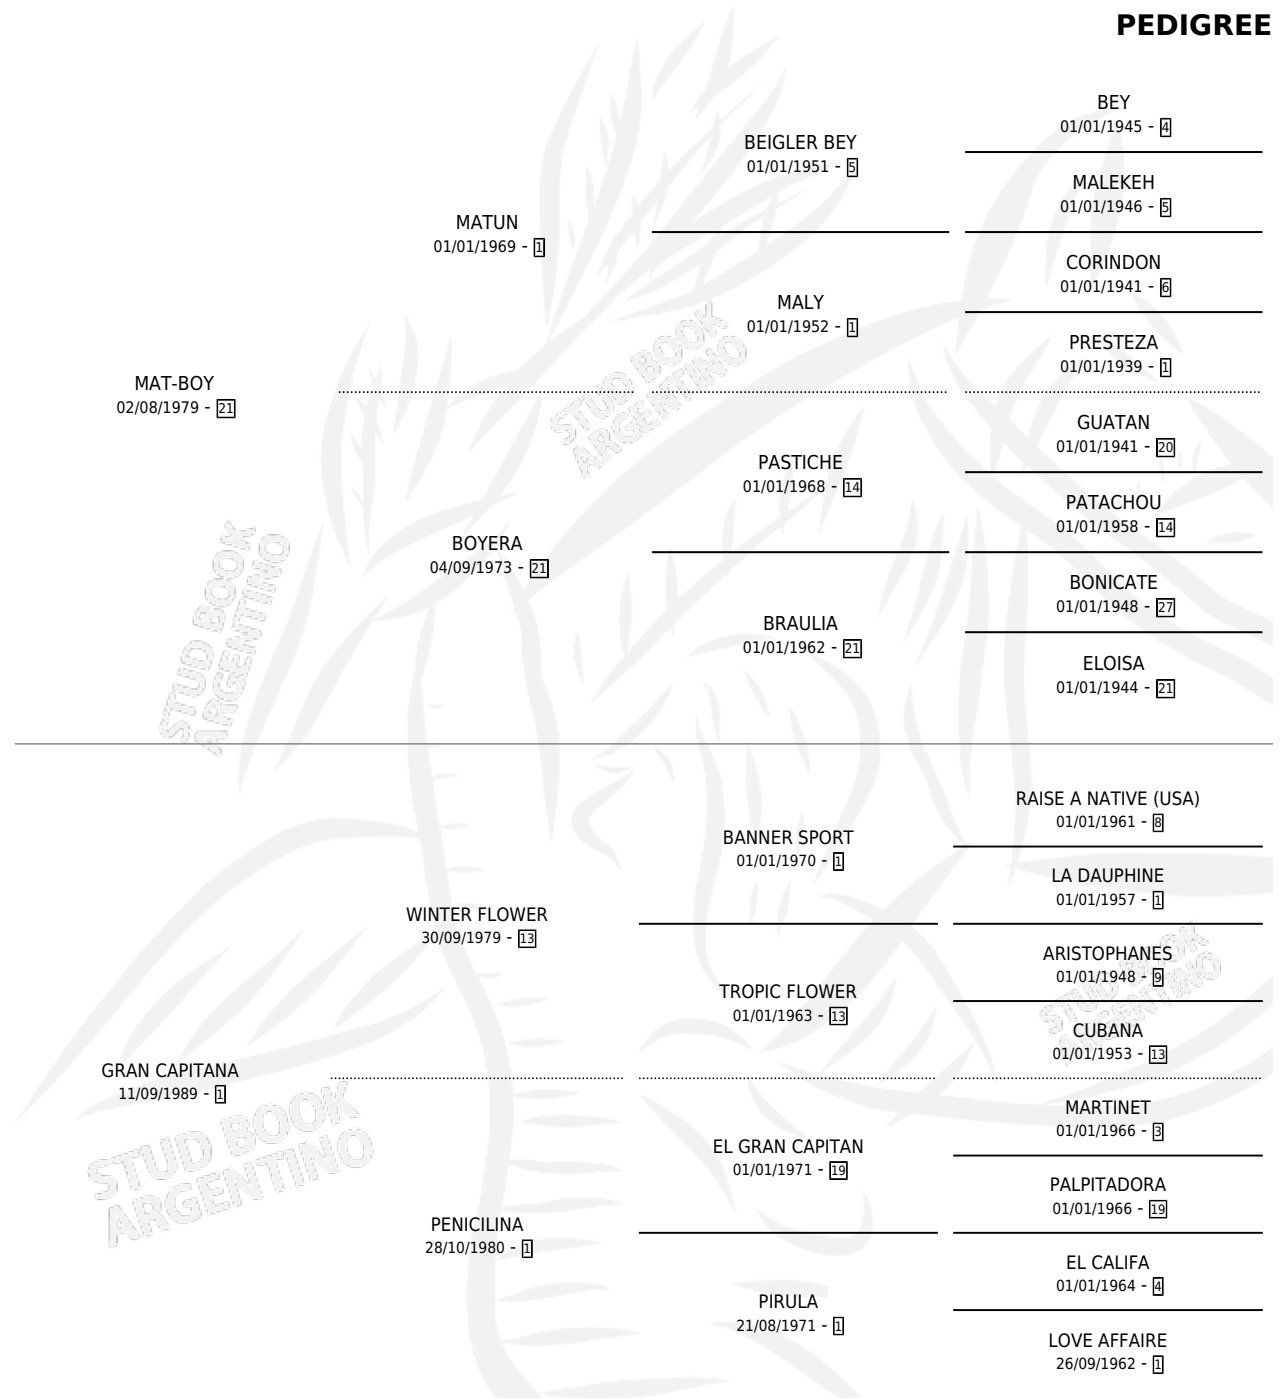 PEDIGREE
BEY
01/01/1945 - 4
BEIGLER BEY
01/01/1951 - 5
MALEKEH
01/01/1946 - 5
MATUN
01/01/1969 - 1
CORINDON
01/01/1941 - 6
MALY
01/01/1952 - 1
PRESTEZA
01/01/1939 - 1
MAT-BOY
02/08/1979 - 21
GUATAN
01/01/1941 - 20
PASTICHE
01/01/1968 - 14
PATACHOU
01/01/1958 - 14
BOYERA
04/09/1973 - 21
BONICATE
01/01/1948 - 27
BRAULIA
01/01/1962 - 21
ELOISA
01/01/1944 - 21
RAISE A NATIVE (USA)
01/01/1961 - 8
BANNER SPORT
01/01/1970 - 1
LA DAUPHINE
01/01/1957 - 1
WINTER FLOWER
30/09/1979 - 13
ARISTOPHANES
01/01/1948 - 9
TROPIC FLOWER
01/01/1963 - 13
CUBANA
01/01/1953 - 13
GRAN CAPITANA
11/09/1989 - 1
MARTINET
01/01/1966 - 3
EL GRAN CAPITAN
01/01/1971 - 19
PALPITADORA
01/01/1966 - 19
PENICILINA
28/10/1980 - 1
EL CALIFA
01/01/1964 - 4
PIRULA
21/08/1971 - 1
LOVE AFFAIRE
26/09/1962 - 1
STUD BOOK
ARGENTINO
STUD BOOK
ARGENTINO
STUD BOOK
ARGENTINO
STUD BOOK
ARGENTINO